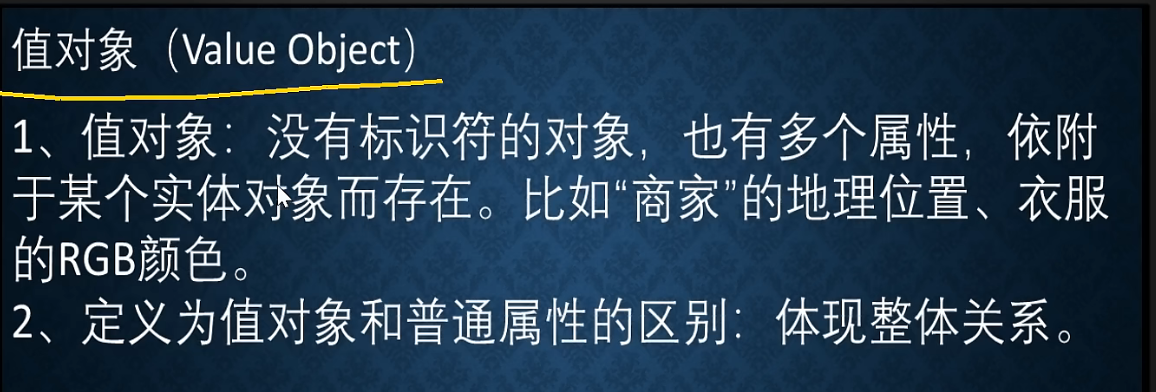 值对象（Value Object）
1、值对象：没有标识符的对象，也有多个属性，依附
于某个实体对象而存在。比如“商家”的地理位置、衣服
的RGB颜色。
2、定义为值对象和普通属性的区别：体现整体关系。